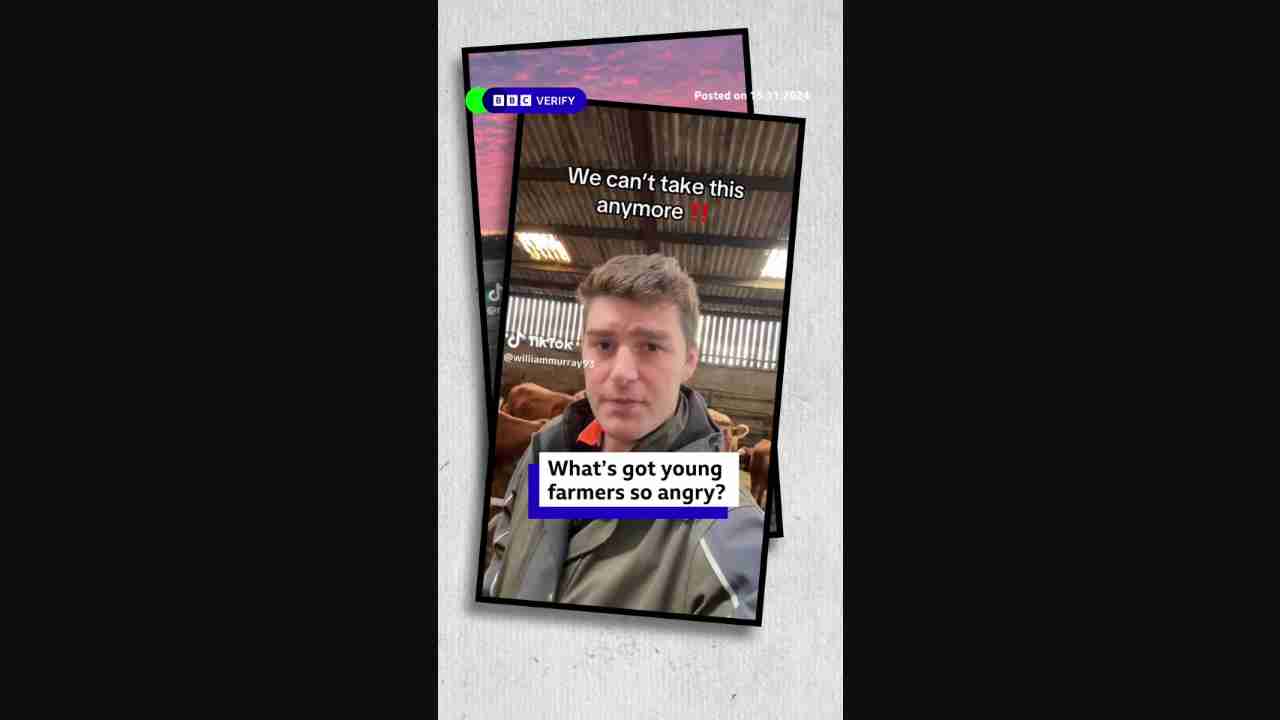 BBC VERIFY
Posted on 15.11.2024
We can't take this
anymore ‼️
TikTok
@williammurray93
What's got young
farmers so angry?